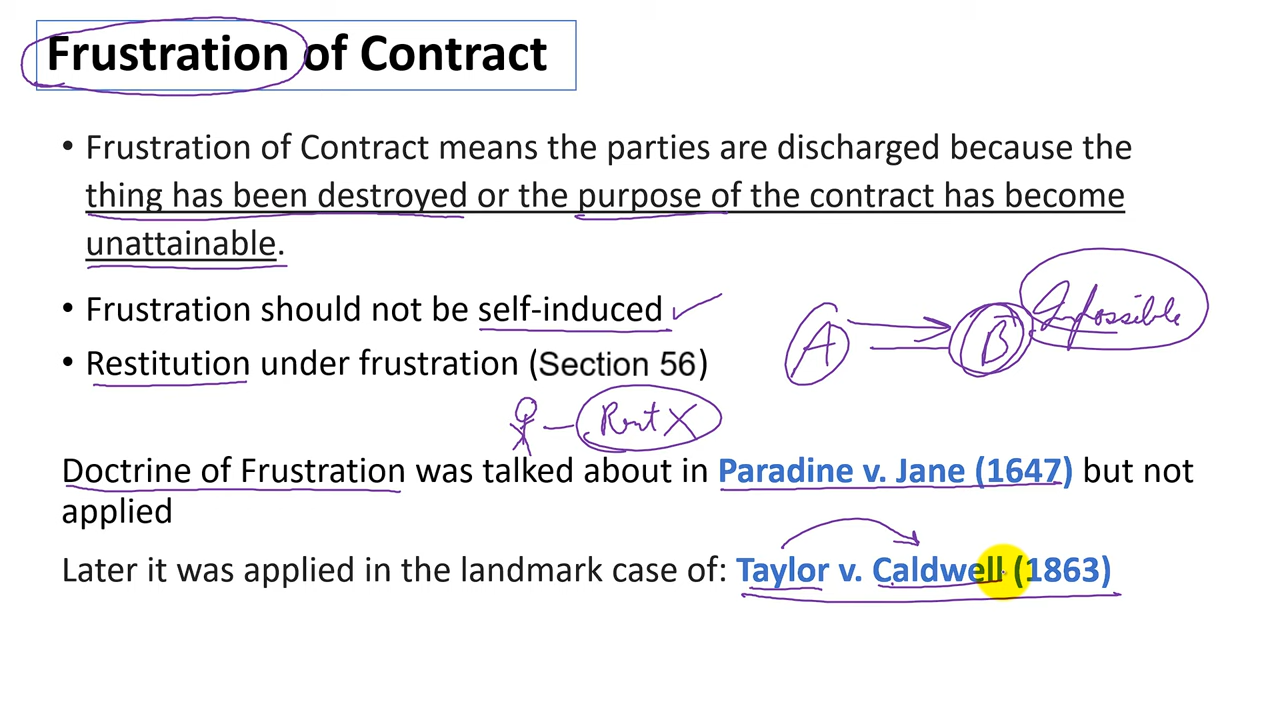 Frustration of Contract
• Frustration of Contract means the parties are discharged because the
thing has been destroyed or the purpose of the contract has become
unattainable.
• Frustration should not be self-induced
A
B
Impossible
• Restitution under frustration (Section 56)
Rent X
Doctrine of Frustration was talked about in Paradine v. Jane (1647) but not
applied
Later it was applied in the landmark case of: Taylor v. Caldwell (1863)